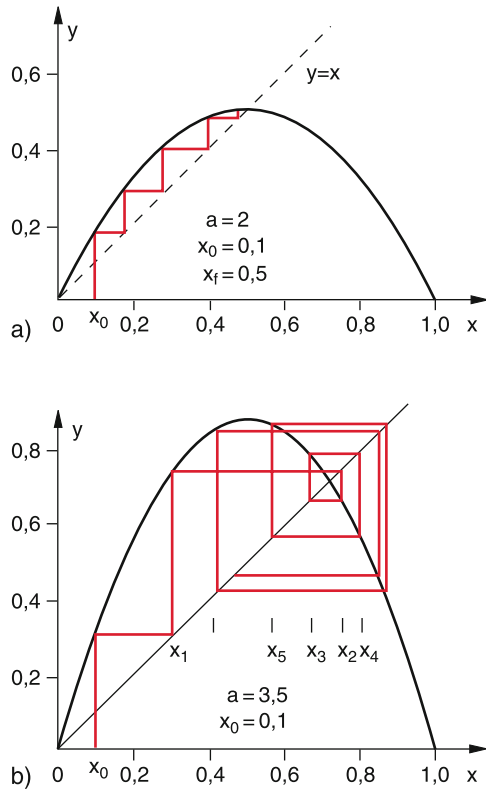 y
0,6
y=x
0,4
0,2
a = 2
x₀ = 0,1
x_f = 0,5
a) 0 x₀ 0,2 0,4 0,6 0,8 1,0 x
y
0,8
0,6
0,4
x₁ x₅ x₃ x₂ x₄
0,2
a = 3,5
x₀ = 0,1
b) 0 x₀ 0,2 0,4 0,6 0,8 1,0 x